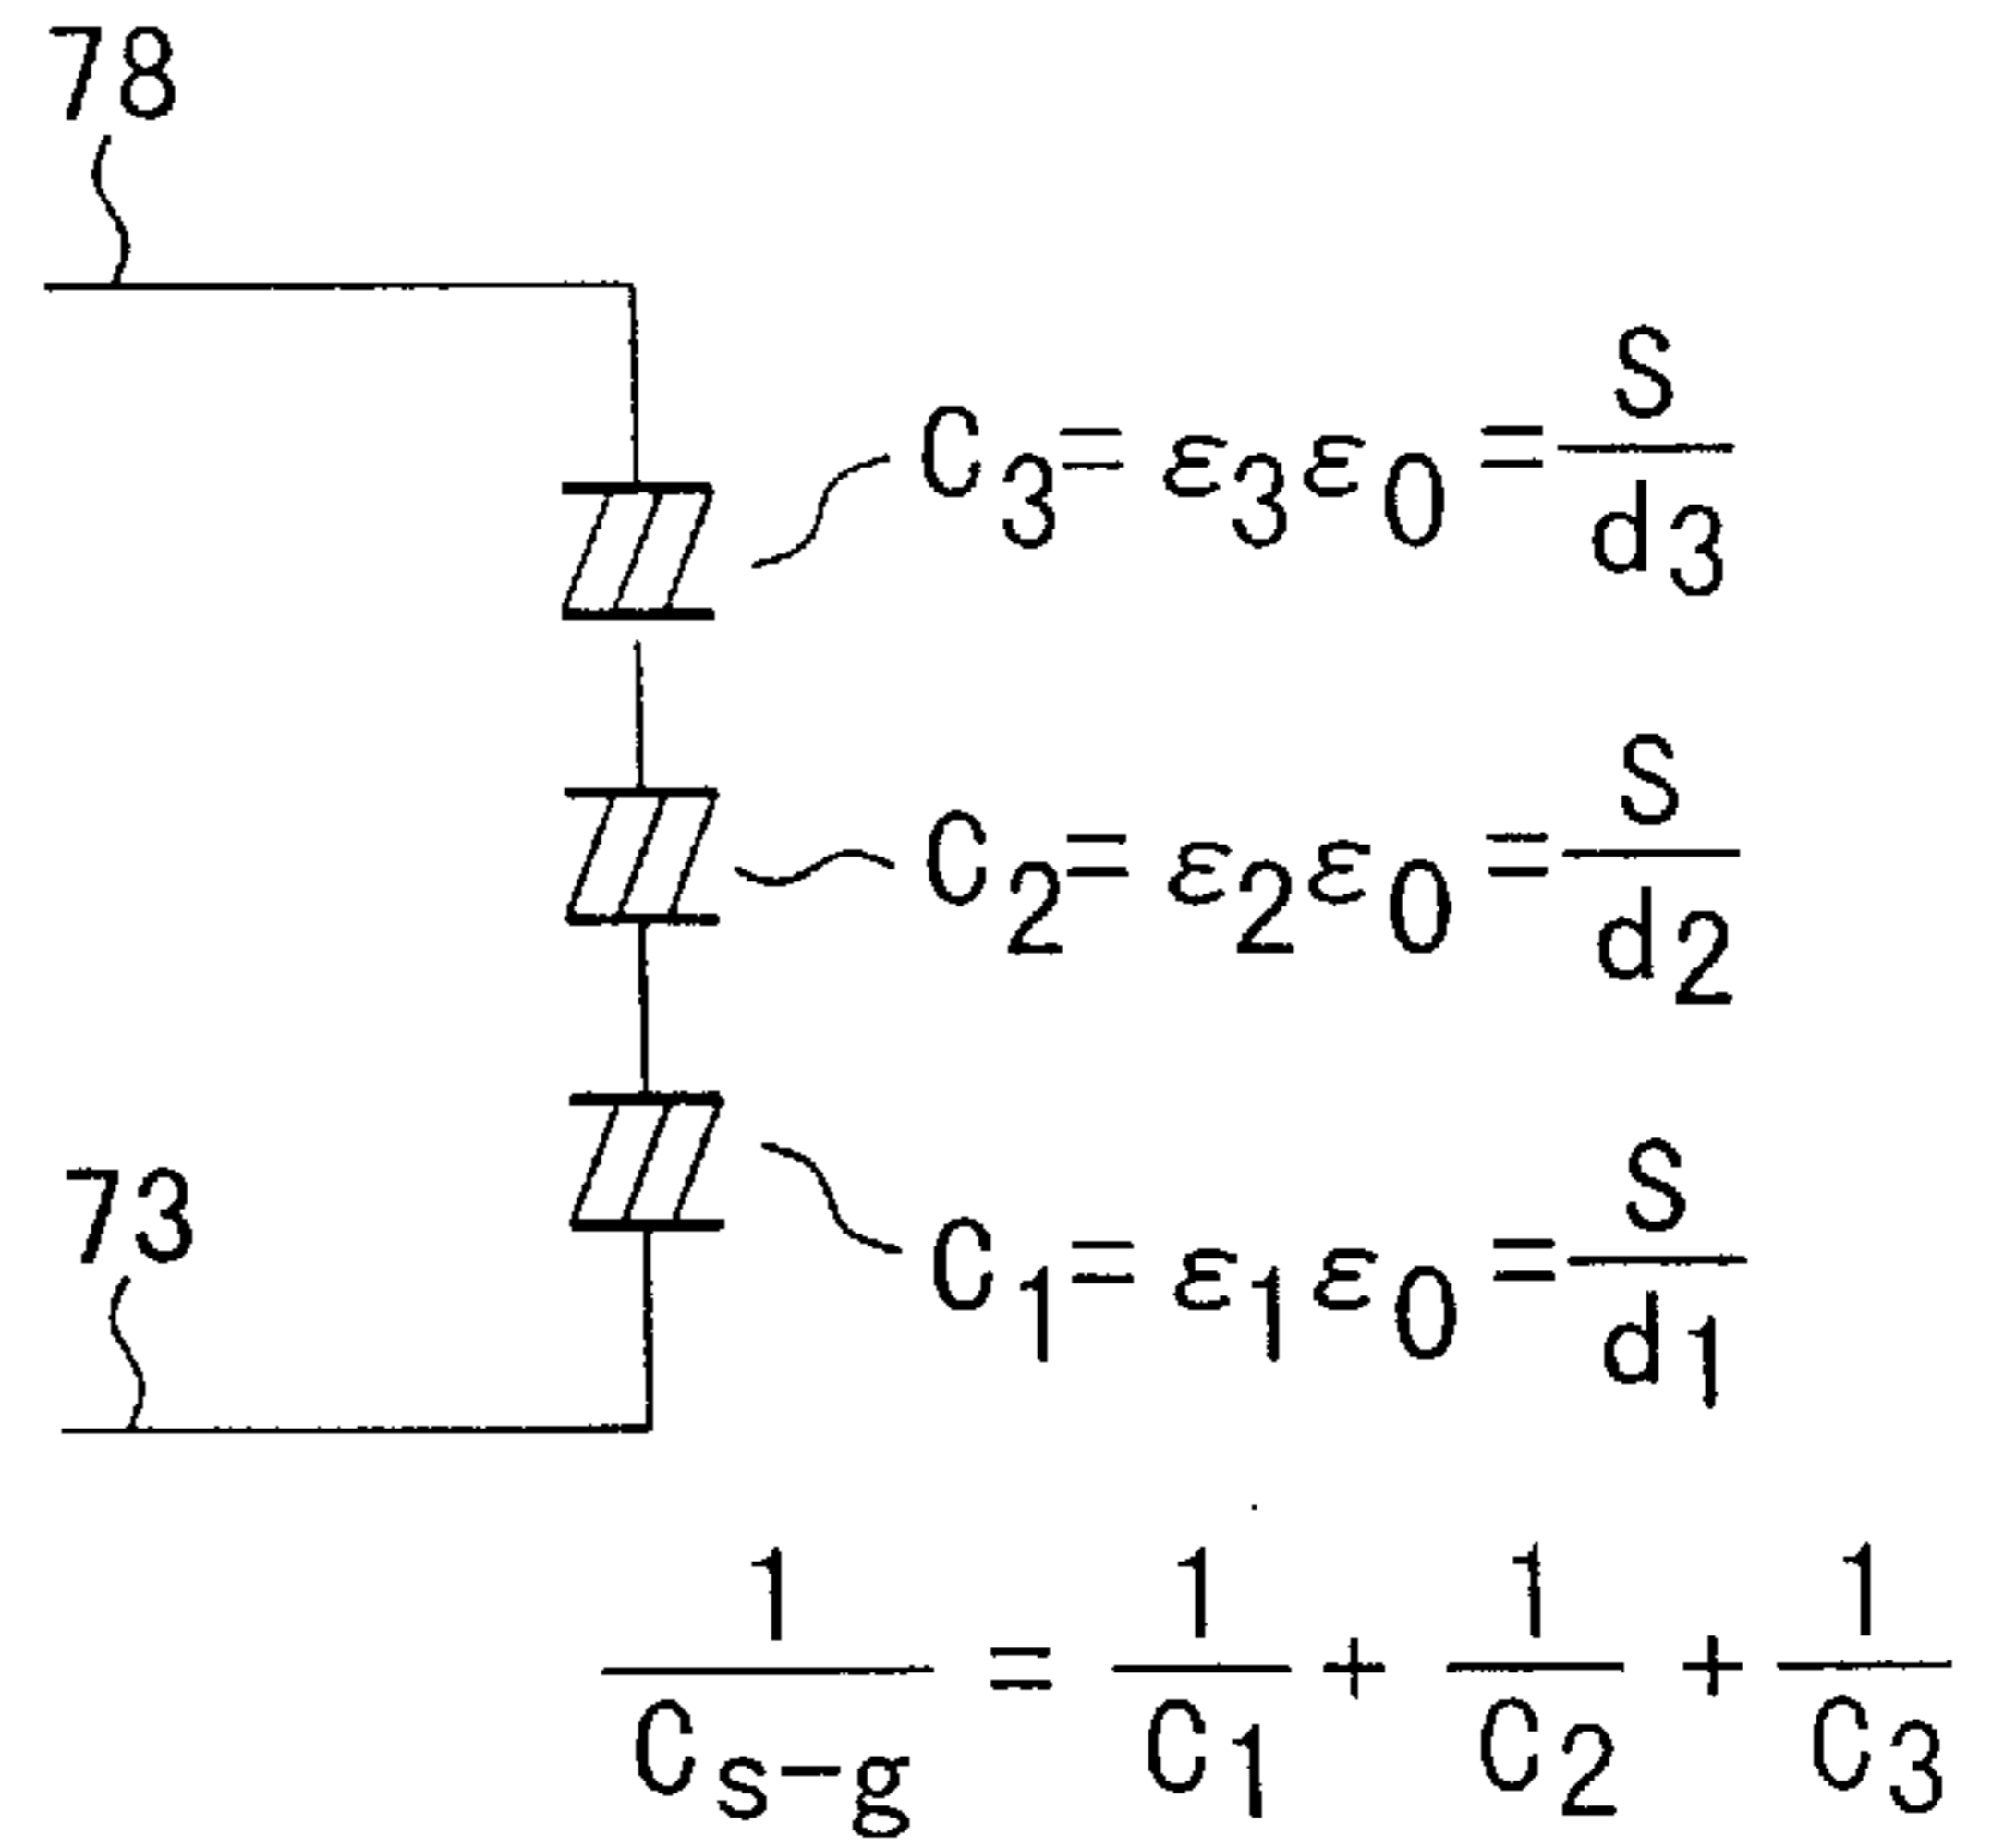 78
C3=ε3ε0=S/d3
C2=ε2ε0=S/d2
73
C1=ε1ε0=S/d1
1/Cs-g = 1/C1 + 1/C2 + 1/C3